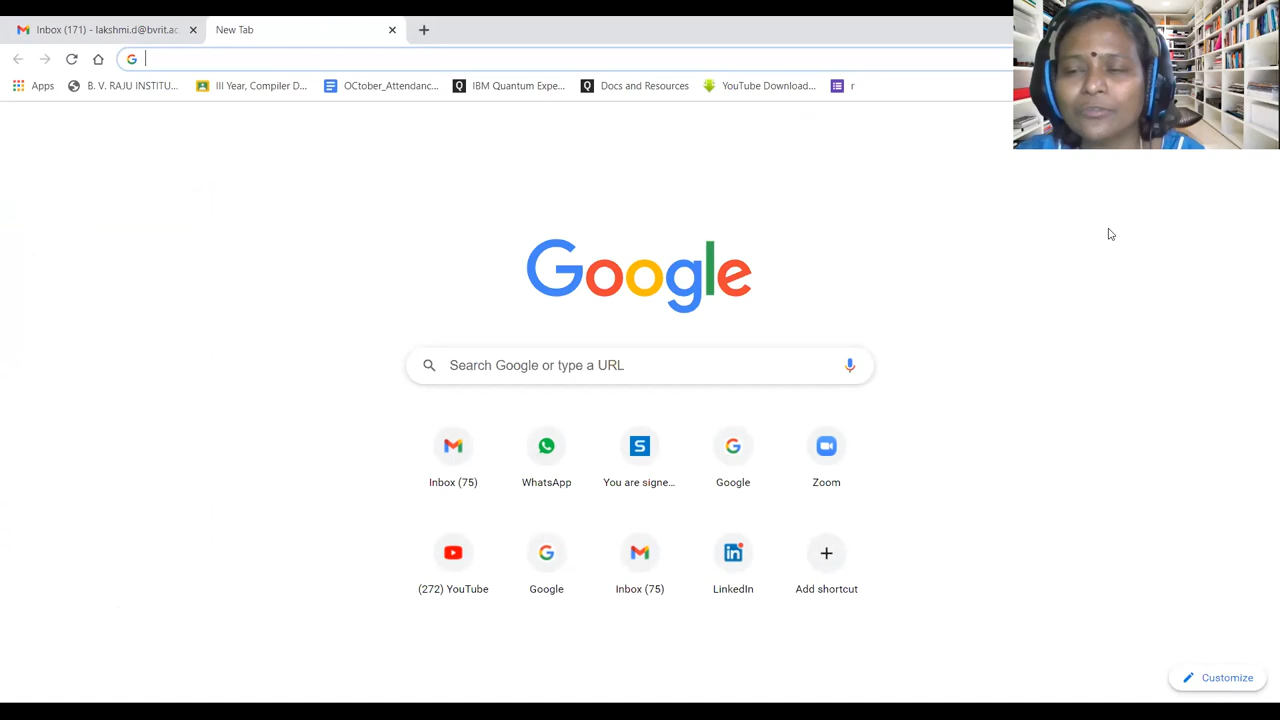 Inbox (171) - lakshmi.d@bvrit.ac
New Tab
Apps
B. V. RAJU INSTITU...
III Year, Compiler D...
OCtober_Attendanc...
IBM Quantum Expe...
Docs and Resources
YouTube Download...
r
Google
Search Google or type a URL
Inbox (75)
WhatsApp
You are signe...
Google
Zoom
(272) YouTube
Google
Inbox (75)
LinkedIn
Add shortcut
Customize